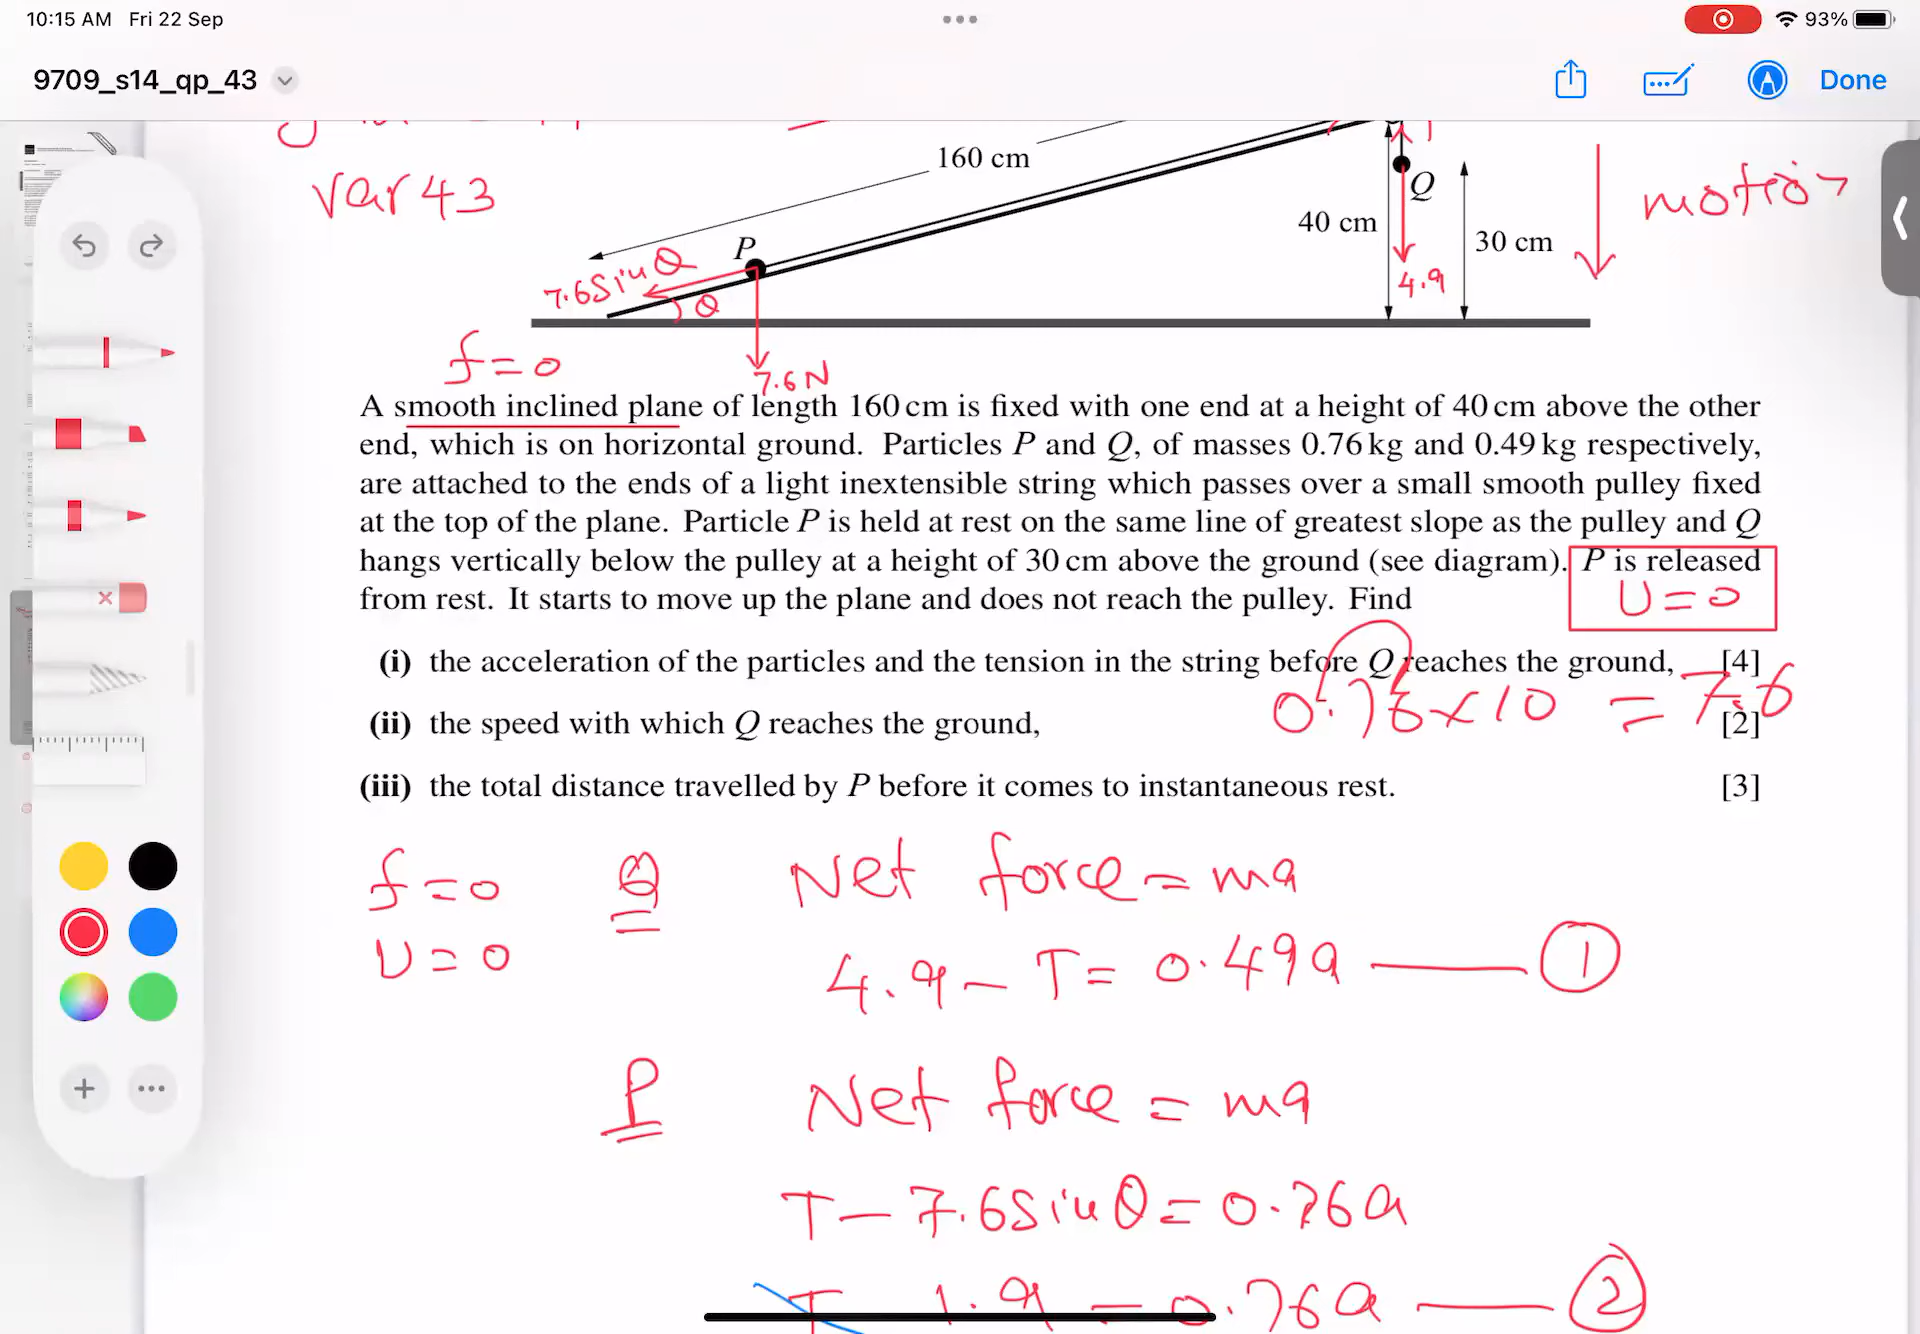 10:15 AM Fri 22 Sep
93%
9709_s14_qp_43
Done
var 43
160 cm
Q
motion
40 cm
30 cm
P
7.6Sinθ
θ
4.9
f=0
7.6N
A smooth inclined plane of length 160 cm is fixed with one end at a height of 40 cm above the other
end, which is on horizontal ground. Particles P and Q, of masses 0.76 kg and 0.49 kg respectively,
are attached to the ends of a light inextensible string which passes over a small smooth pulley fixed
at the top of the plane. Particle P is held at rest on the same line of greatest slope as the pulley and Q
hangs vertically below the pulley at a height of 30 cm above the ground (see diagram). P is released
from rest. It starts to move up the plane and does not reach the pulley. Find
U=0
(i) the acceleration of the particles and the tension in the string before Q reaches the ground, [4]
0.76×10 = 7.6
(ii) the speed with which Q reaches the ground, [2]
(iii) the total distance travelled by P before it comes to instantaneous rest. [3]
f=0 Q Net force = ma
U=0 4.9 - T = 0.49a 1
P Net force = ma
T - 7.6Sinθ = 0.76a
T - 1.9 = 0.76a 2